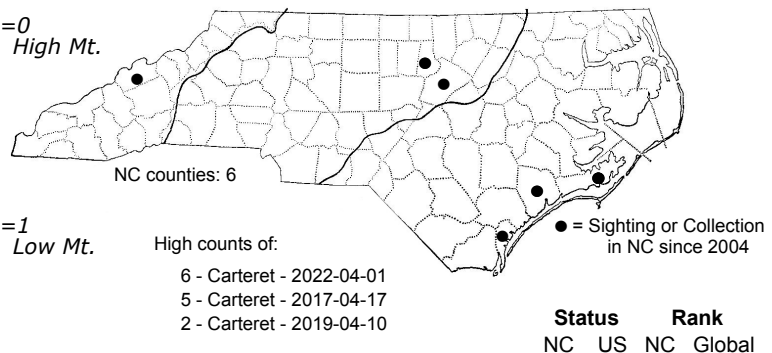 =0
High Mt.
NC counties: 6
=1
Low Mt.
High counts of:
6 - Carteret - 2022-04-01
5 - Carteret - 2017-04-17
2 - Carteret - 2019-04-10
● = Sighting or Collection
in NC since 2004
Status Rank
NC US NC Global